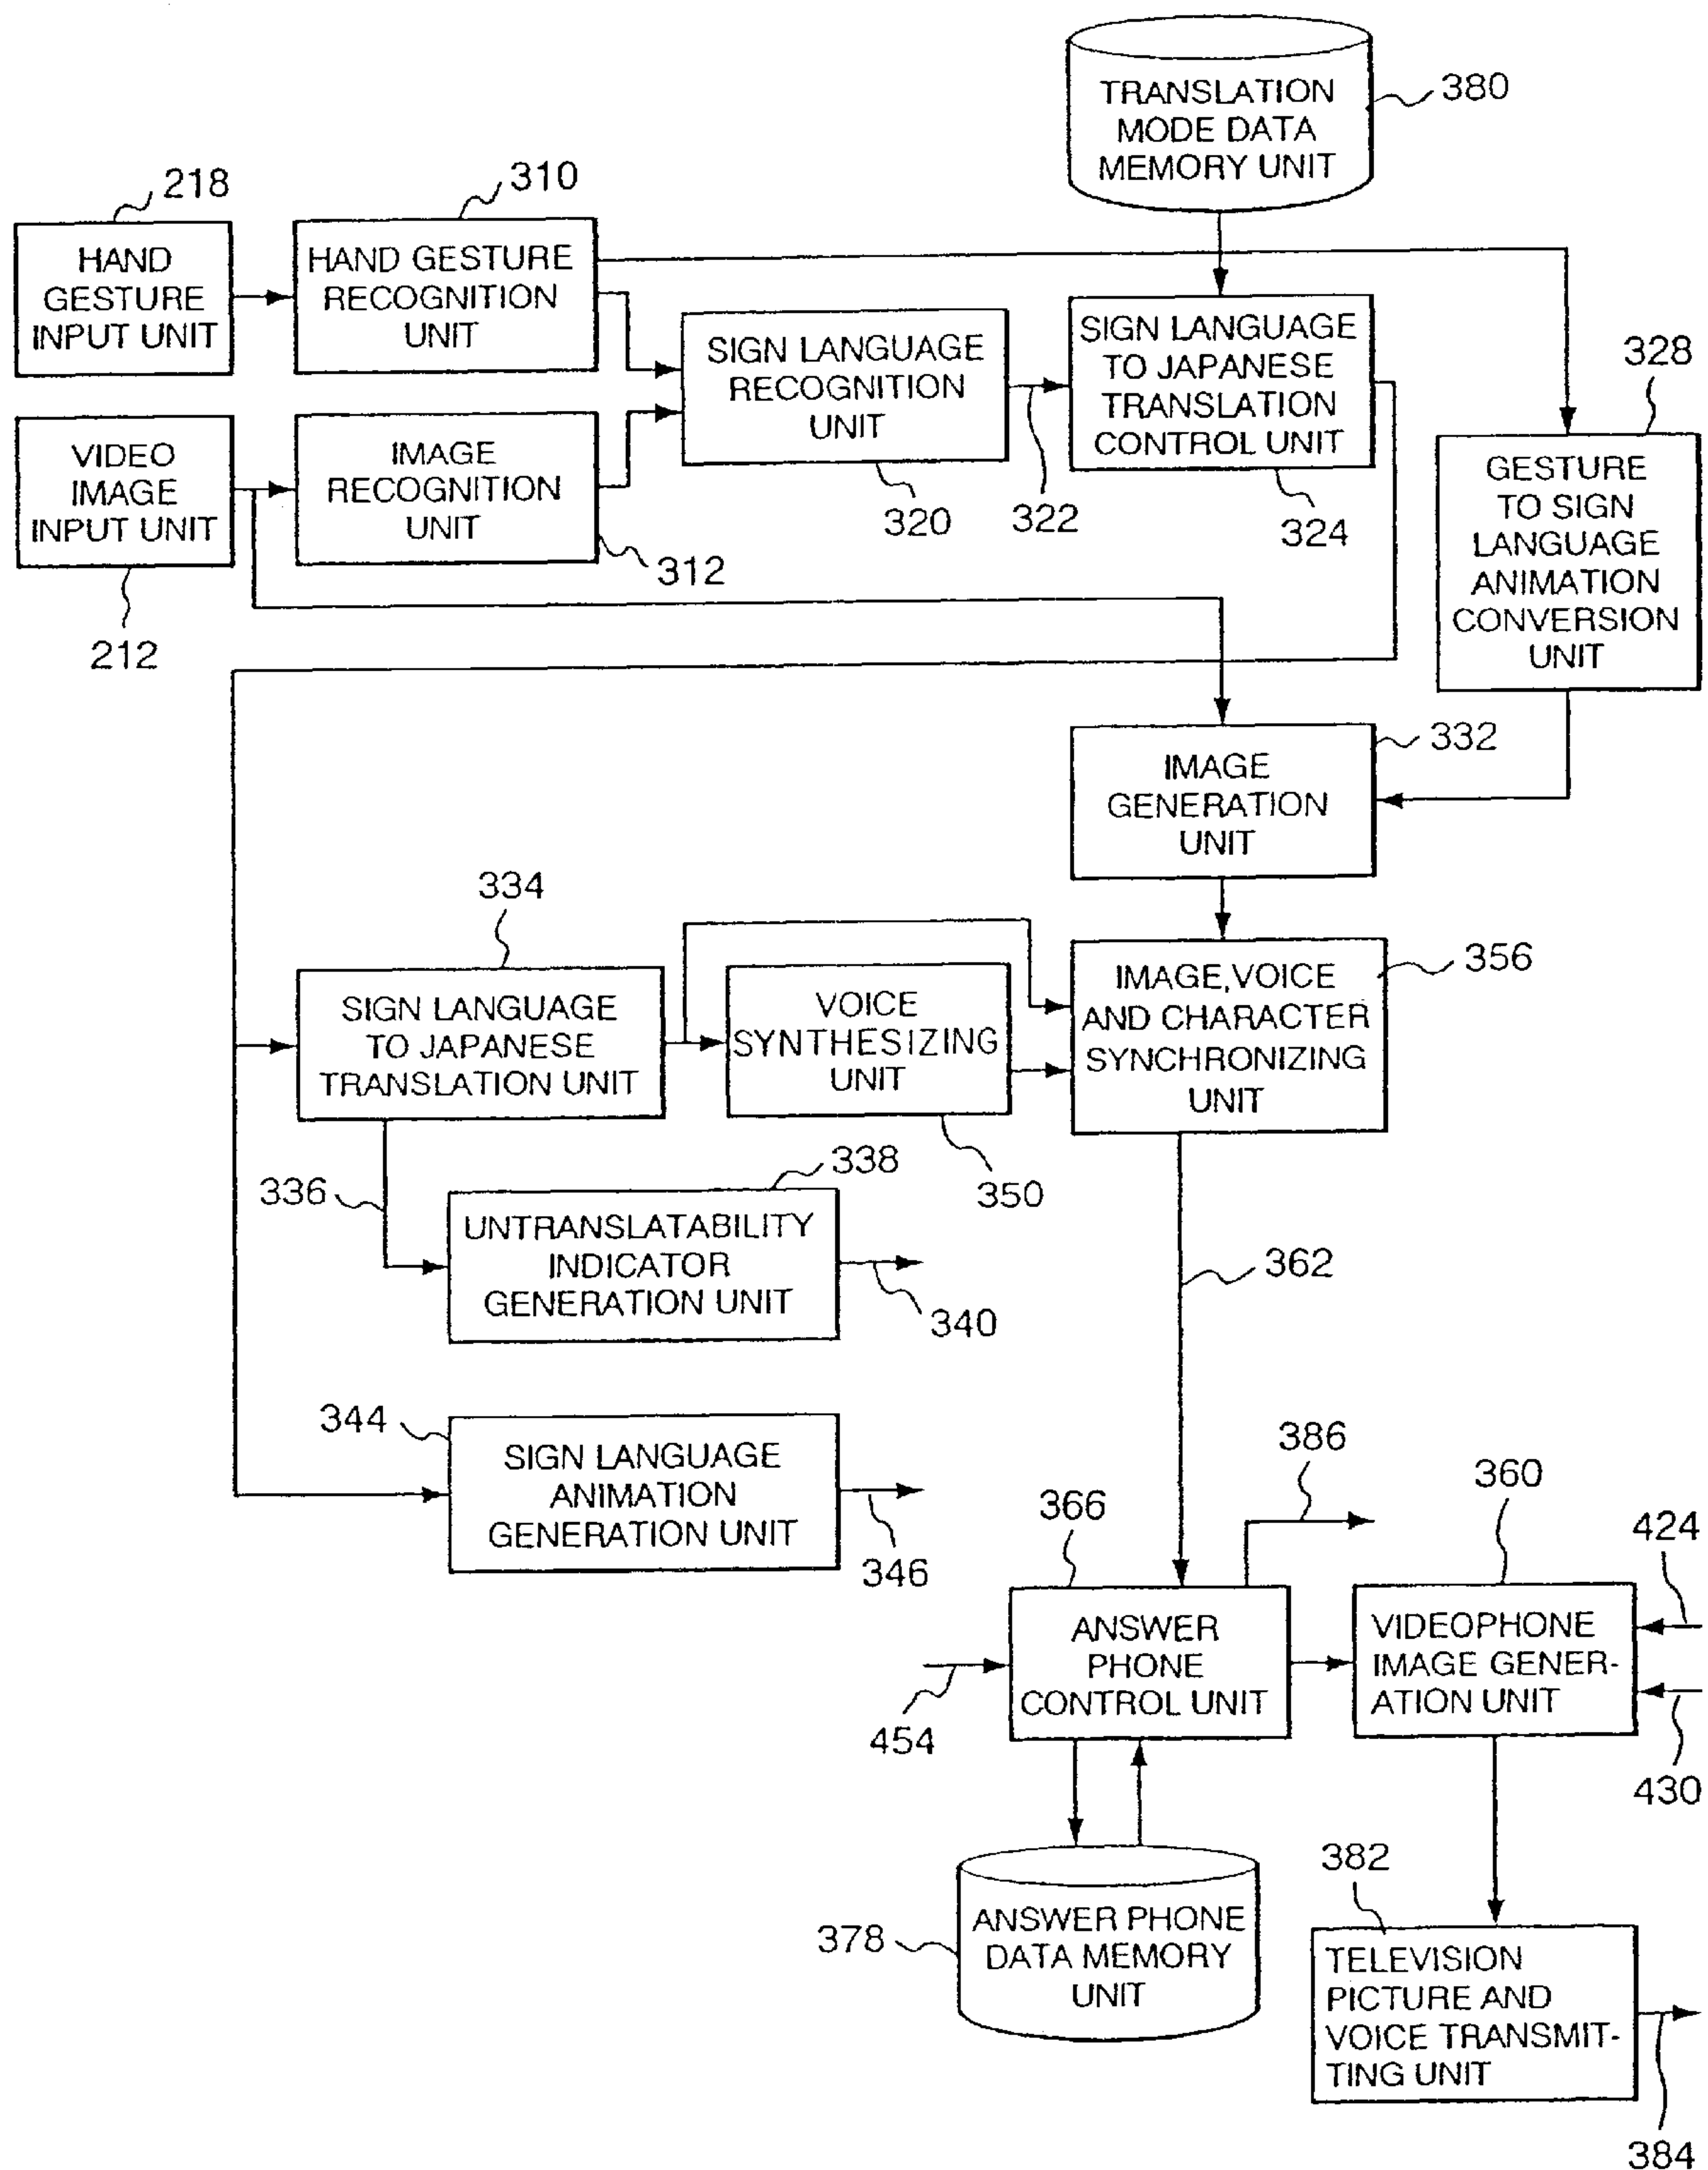 TRANSLATION
MODE DATA
MEMORY UNIT
380
218
HAND
GESTURE
INPUT UNIT
310
HAND GESTURE
RECOGNITION
UNIT
VIDEO
IMAGE
INPUT UNIT
212
IMAGE
RECOGNITION
UNIT
312
SIGN LANGUAGE
RECOGNITION
UNIT
320
322
SIGN LANGUAGE
TO JAPANESE
TRANSLATION
CONTROL UNIT
324
328
GESTURE
TO SIGN
LANGUAGE
ANIMATION
CONVERSION
UNIT
332
IMAGE
GENERATION
UNIT
334
SIGN LANGUAGE
TO JAPANESE
TRANSLATION UNIT
VOICE
SYNTHESIZING
UNIT
350
IMAGE, VOICE
AND CHARACTER
SYNCHRONIZING
UNIT
356
336
338
UNTRANSLATABILITY
INDICATOR
GENERATION UNIT
340
362
344
SIGN LANGUAGE
ANIMATION
GENERATION UNIT
346
386
366
ANSWER
PHONE
CONTROL UNIT
454
360
VIDEOPHONE
IMAGE GENER-
ATION UNIT
424
430
378
ANSWER PHONE
DATA MEMORY
UNIT
382
TELEVISION
PICTURE AND
VOICE TRANSMIT-
TING UNIT
384